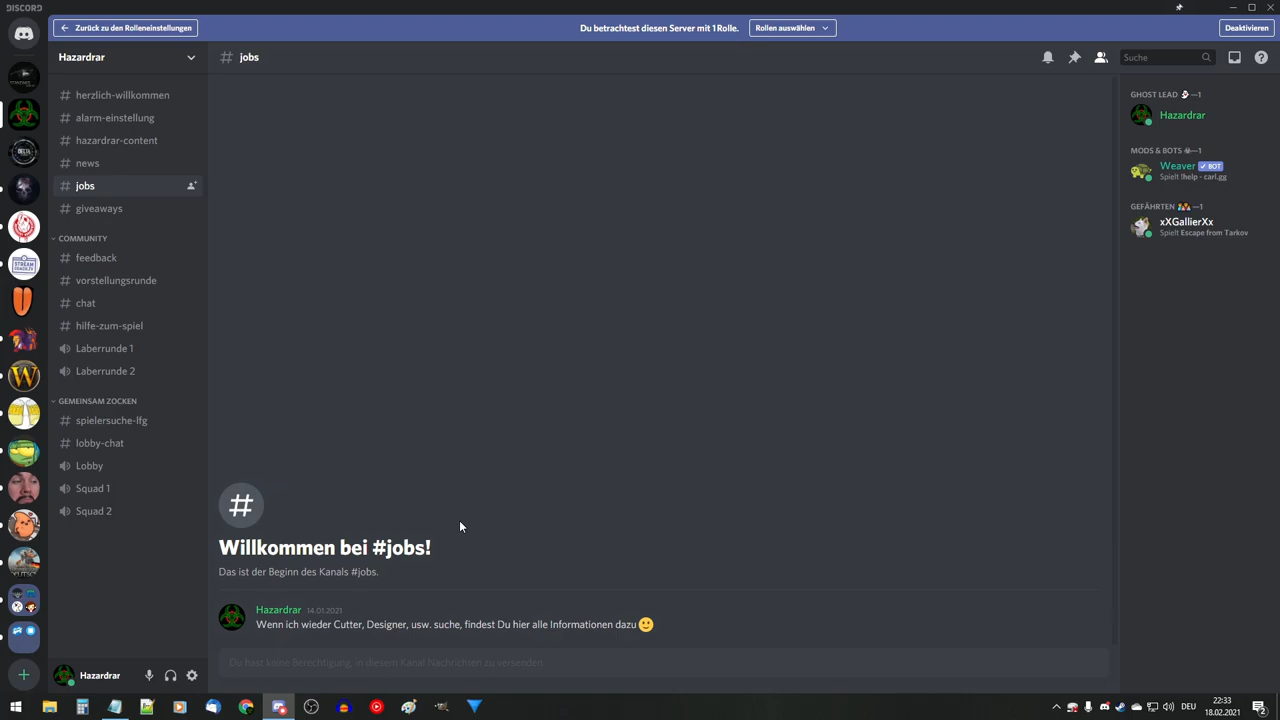 DISCORD
Zurück zu den Rolleneinstellungen
Du betrachtest diesen Server mit 1 Rolle.
Rollen auswählen
Deaktivieren
Hazardrar
jobs
Suche
herzlich-willkommen
alarm-einstellung
hazardrar-content
news
jobs
giveaways
COMMUNITY
feedback
vorstellungsrunde
chat
hilfe-zum-spiel
Laberrunde 1
Laberrunde 2
GEMEINSAM ZOCKEN
spielersuche-lfg
lobby-chat
Lobby
Squad 1
Squad 2
Hazardrar
Willkommen bei #jobs!
Das ist der Beginn des Kanals #jobs.
Hazardrar 14.01.2021
Wenn ich wieder Cutter, Designer, usw. suche, findest Du hier alle Informationen dazu 🙂
Du hast keine Berechtigung, in diesem Kanal Nachrichten zu versenden.
GHOST LEAD 👻—1
Hazardrar
MODS & BOTS ☣—1
Weaver ✓ BOT
Spielt !help - carl.gg
GEFÄHRTEN —1
xXGallierXx
Spielt Escape from Tarkov
DEU
22:33
18.02.2021
2